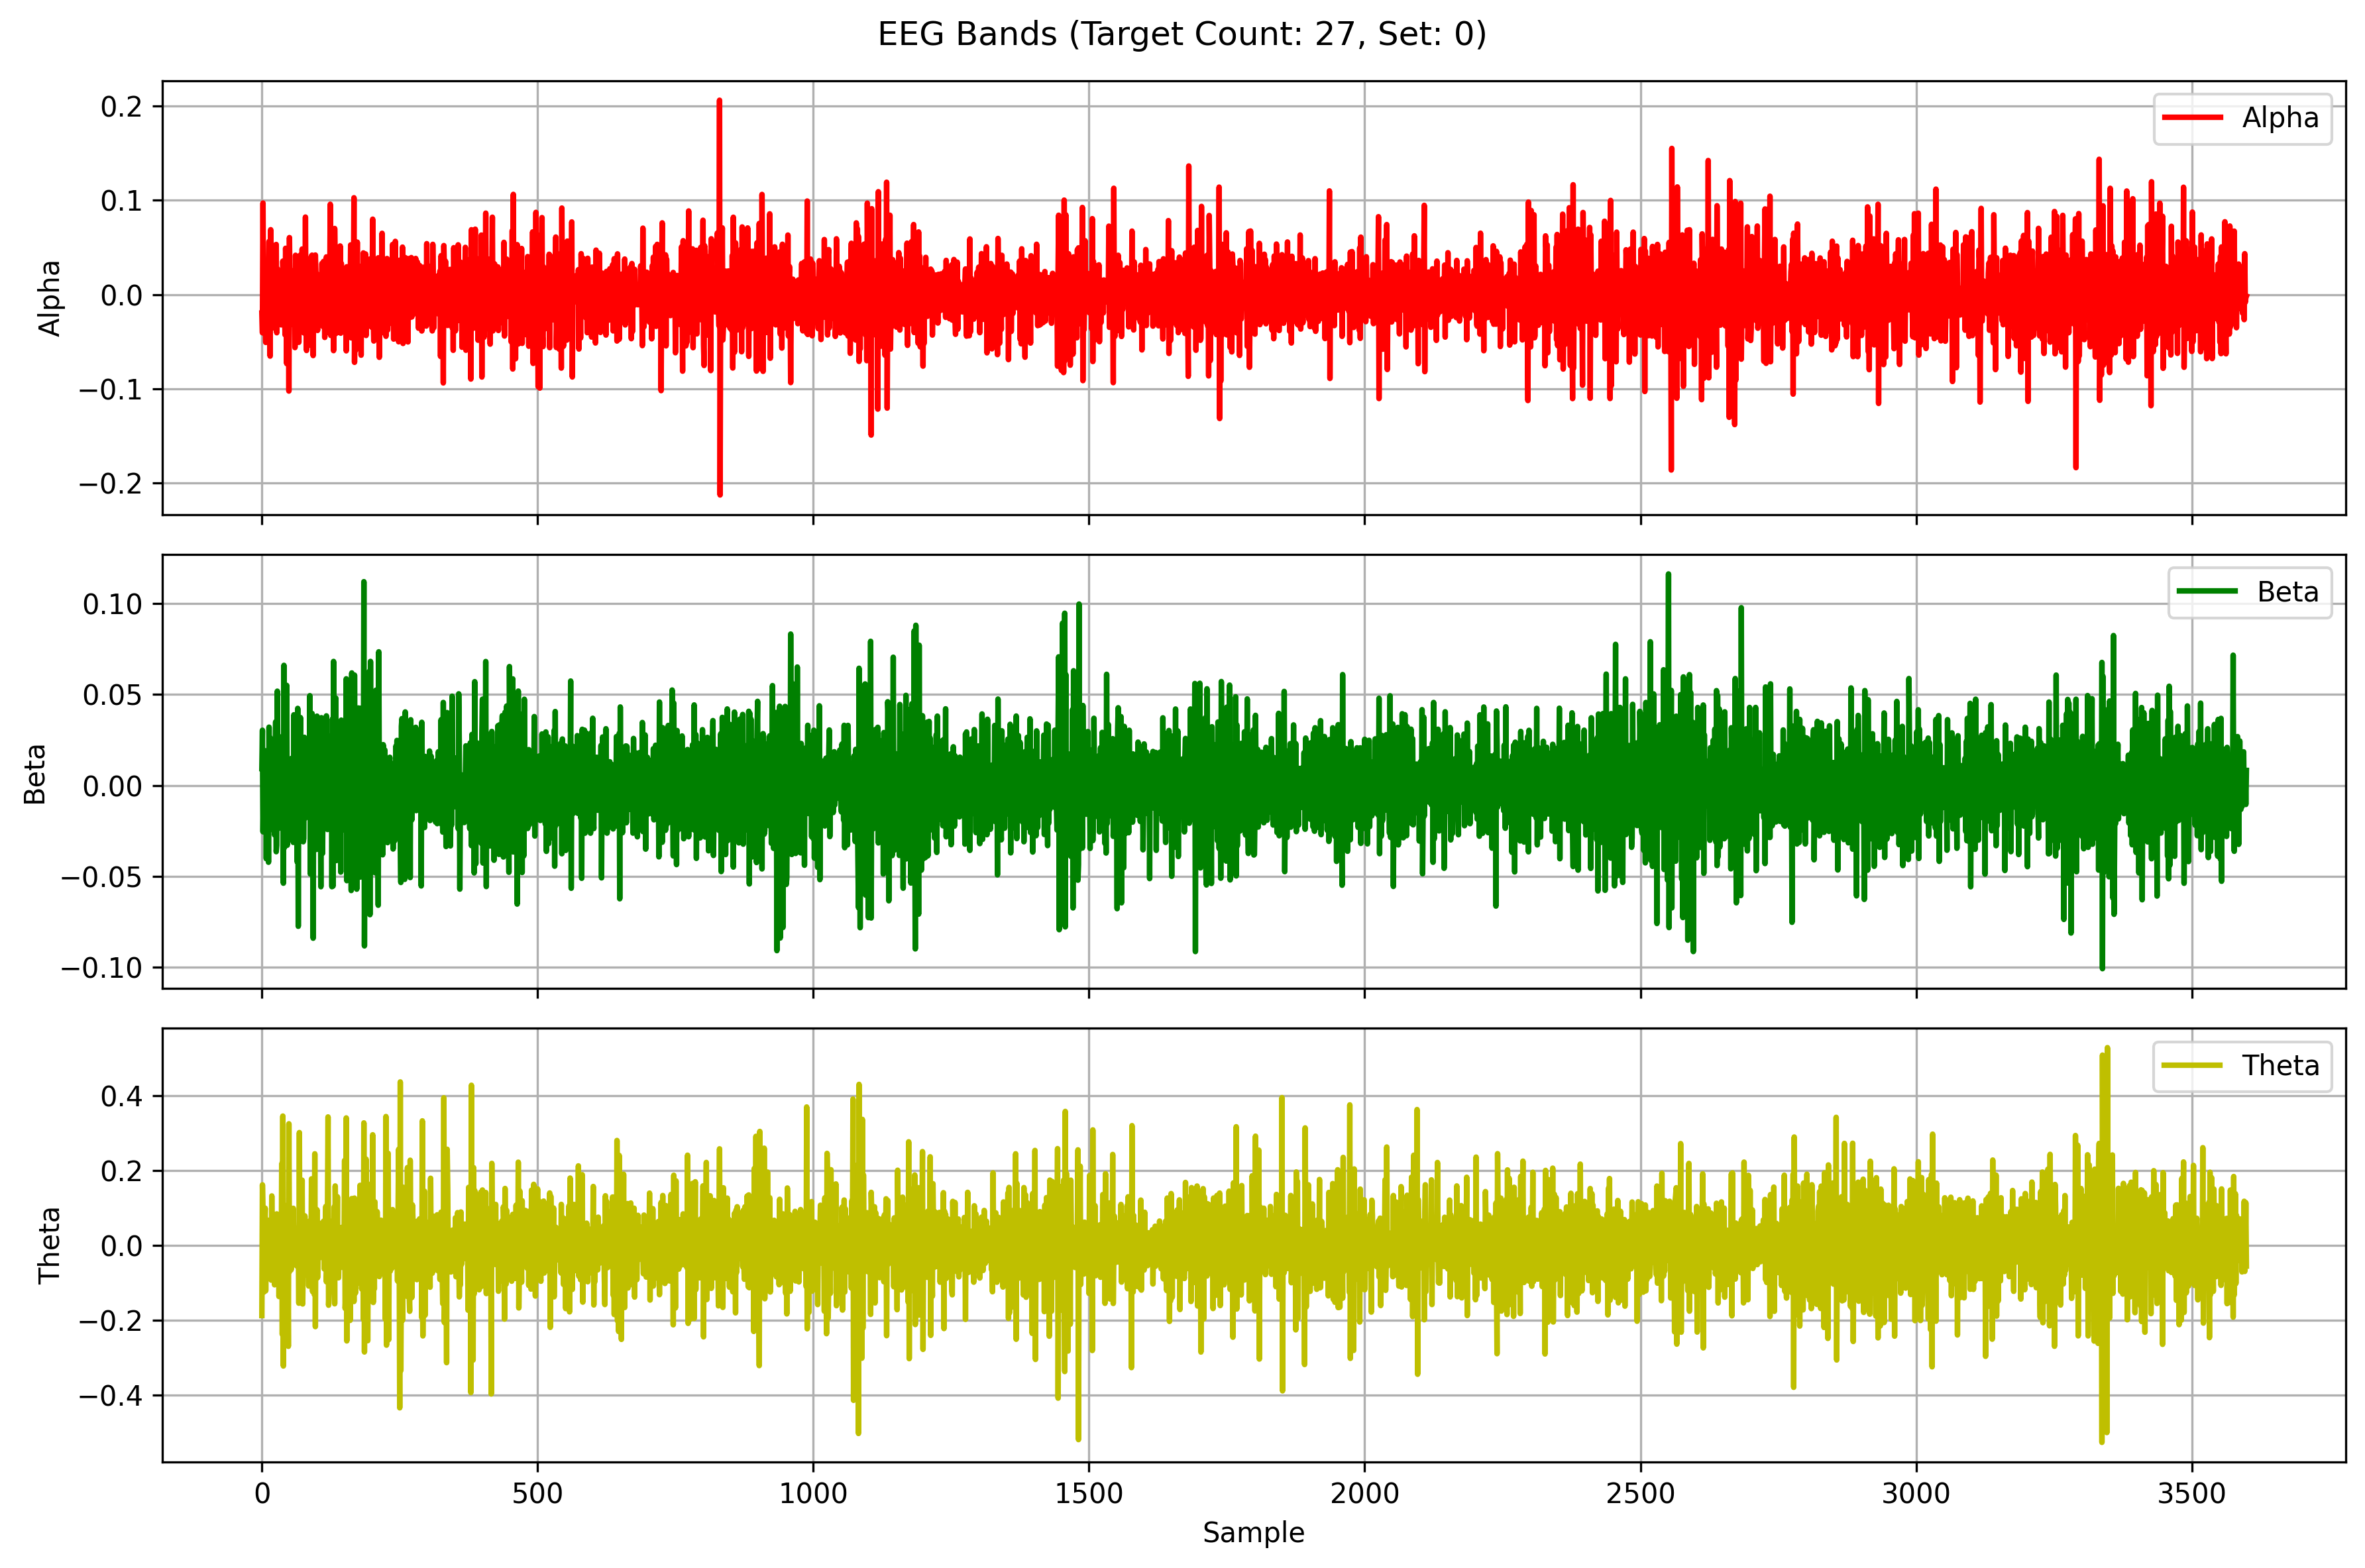 EEG Bands (Target Count: 27, Set: 0)
0.2
0.1
0.0
−0.1
−0.2
Alpha
Alpha
0.10
0.05
0.00
−0.05
−0.10
Beta
Beta
0.4
0.2
0.0
−0.2
−0.4
Theta
Theta
0 500 1000 1500 2000 2500 3000 3500
Sample